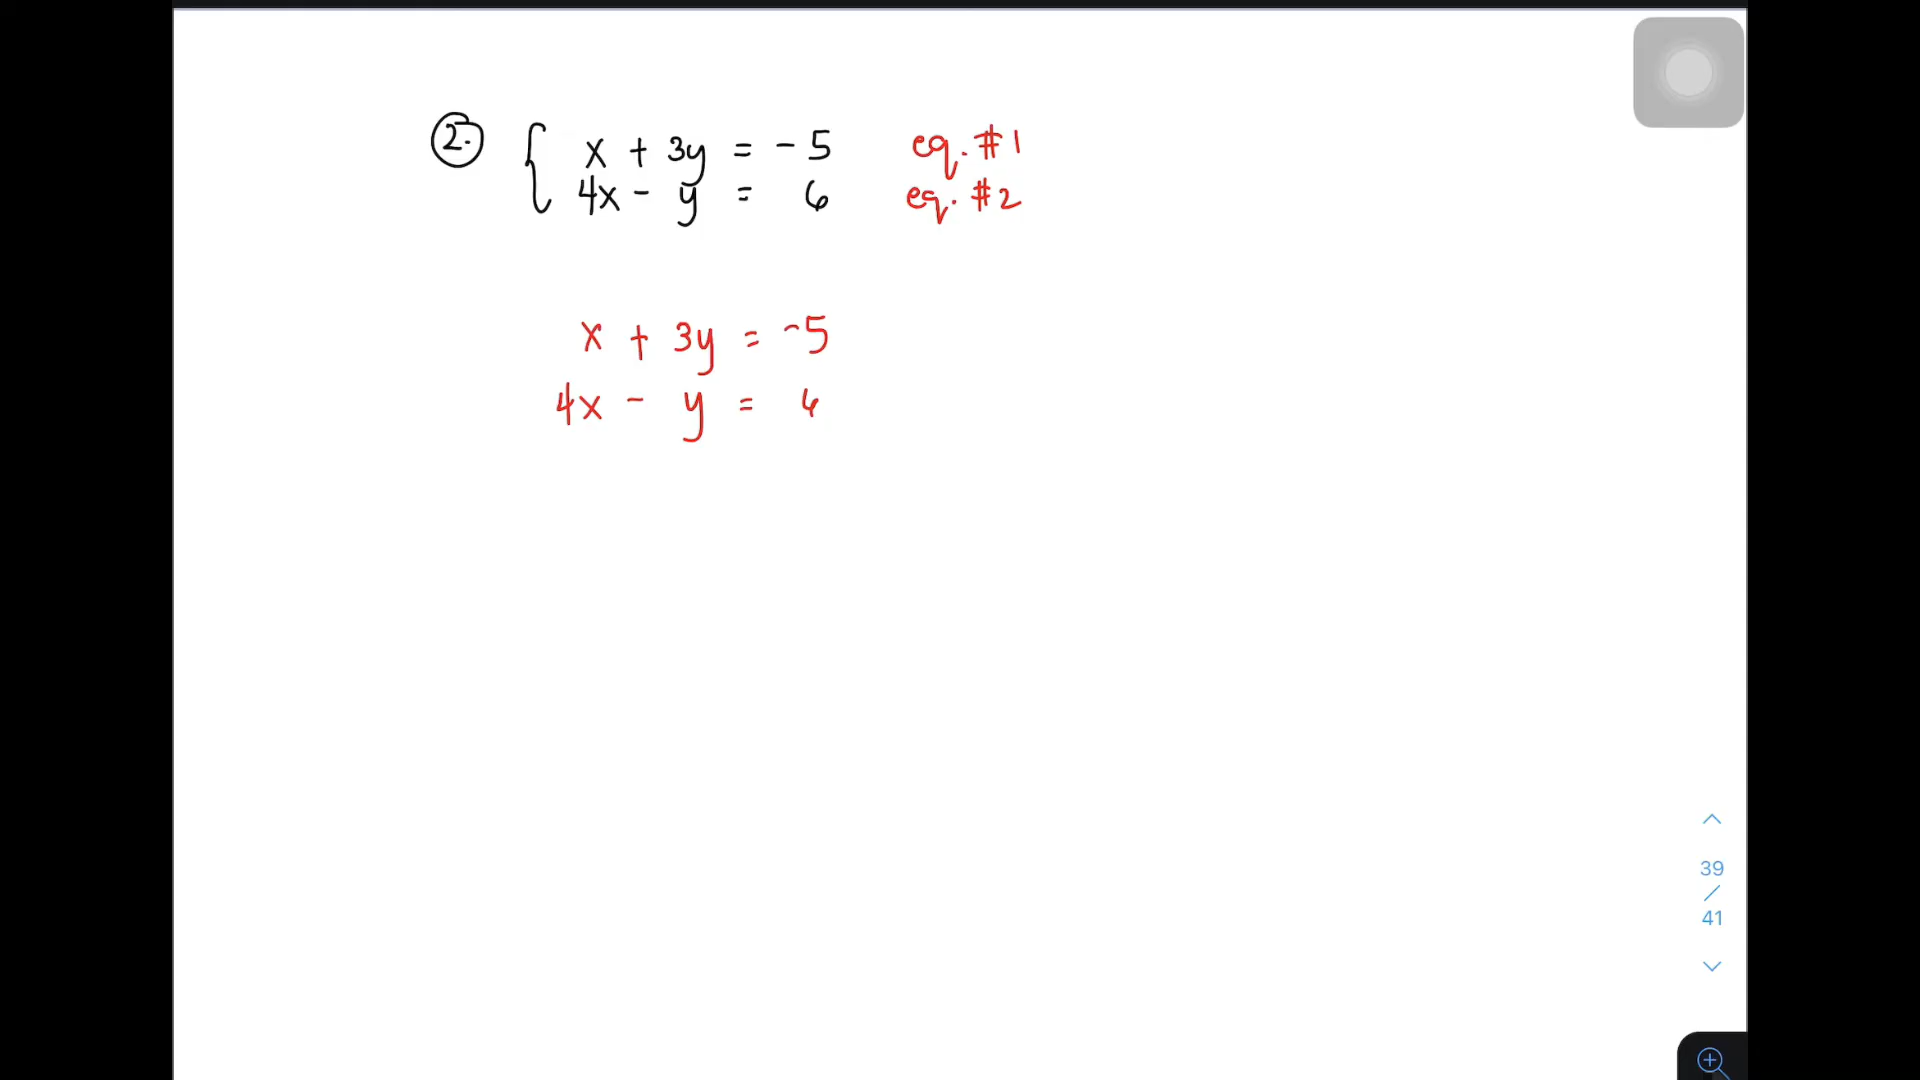 2. { x + 3y = -5 eq. #1
4x - y = 6 eq. #2
x + 3y = -5
4x - y = 6
39
/
41